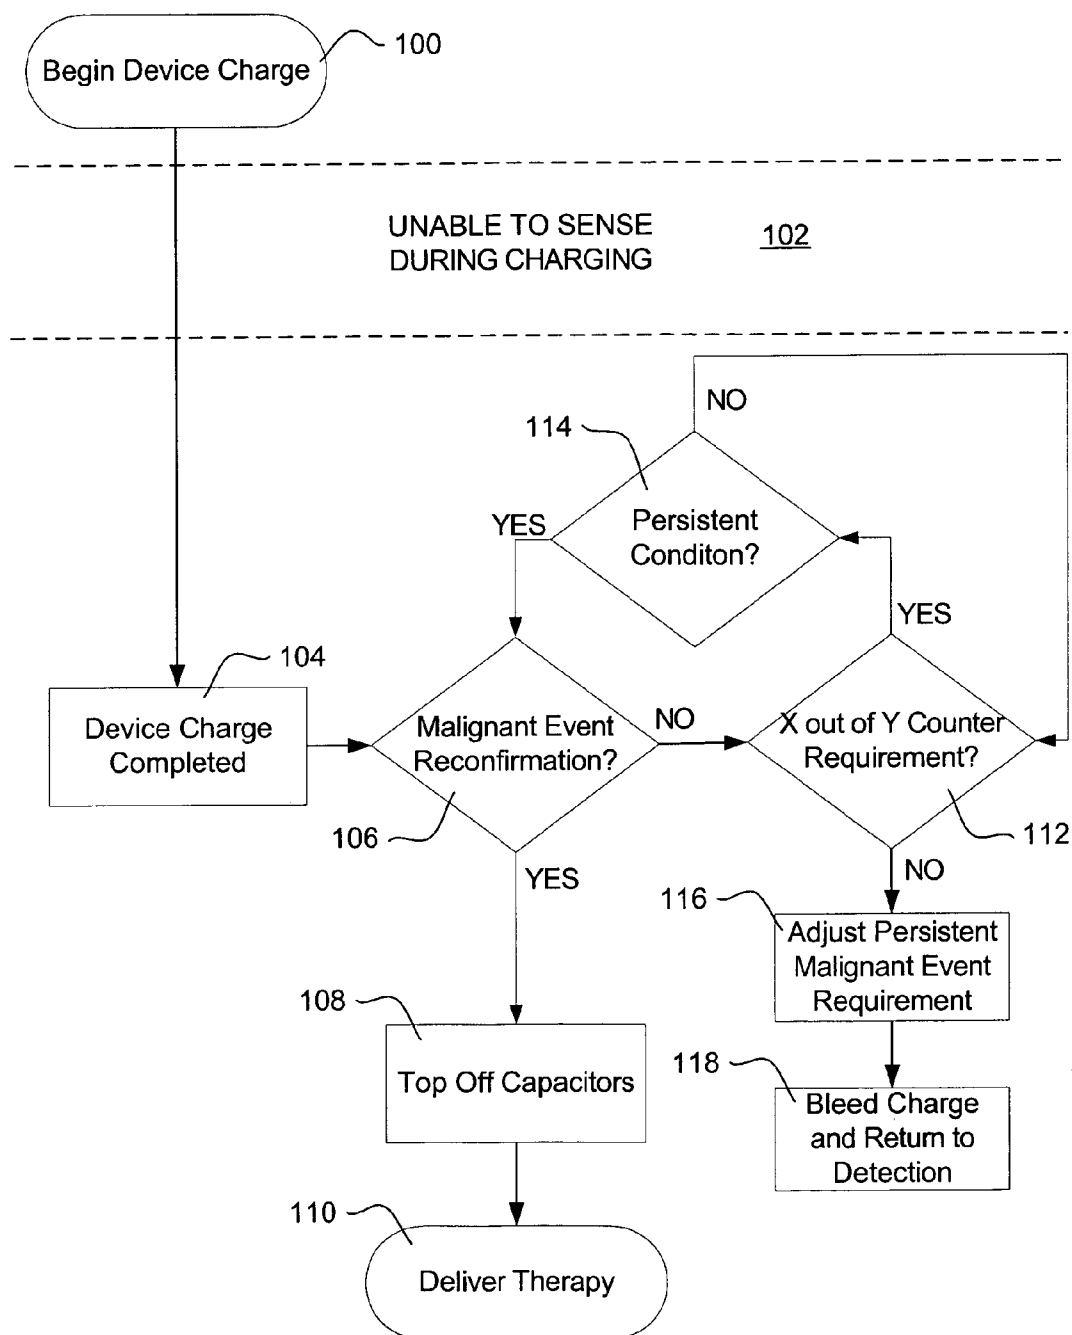 100
Begin Device Charge
UNABLE TO SENSE
DURING CHARGING
102
NO
114
YES
Persistent
Conditon?
YES
104
Device Charge
Completed
Malignant Event
Reconfirmation?
NO
X out of Y Counter
Requirement?
106
112
YES
NO
116
Adjust Persistent
Malignant Event
Requirement
108
Top Off Capacitors
118
Bleed Charge
and Return to
Detection
110
Deliver Therapy